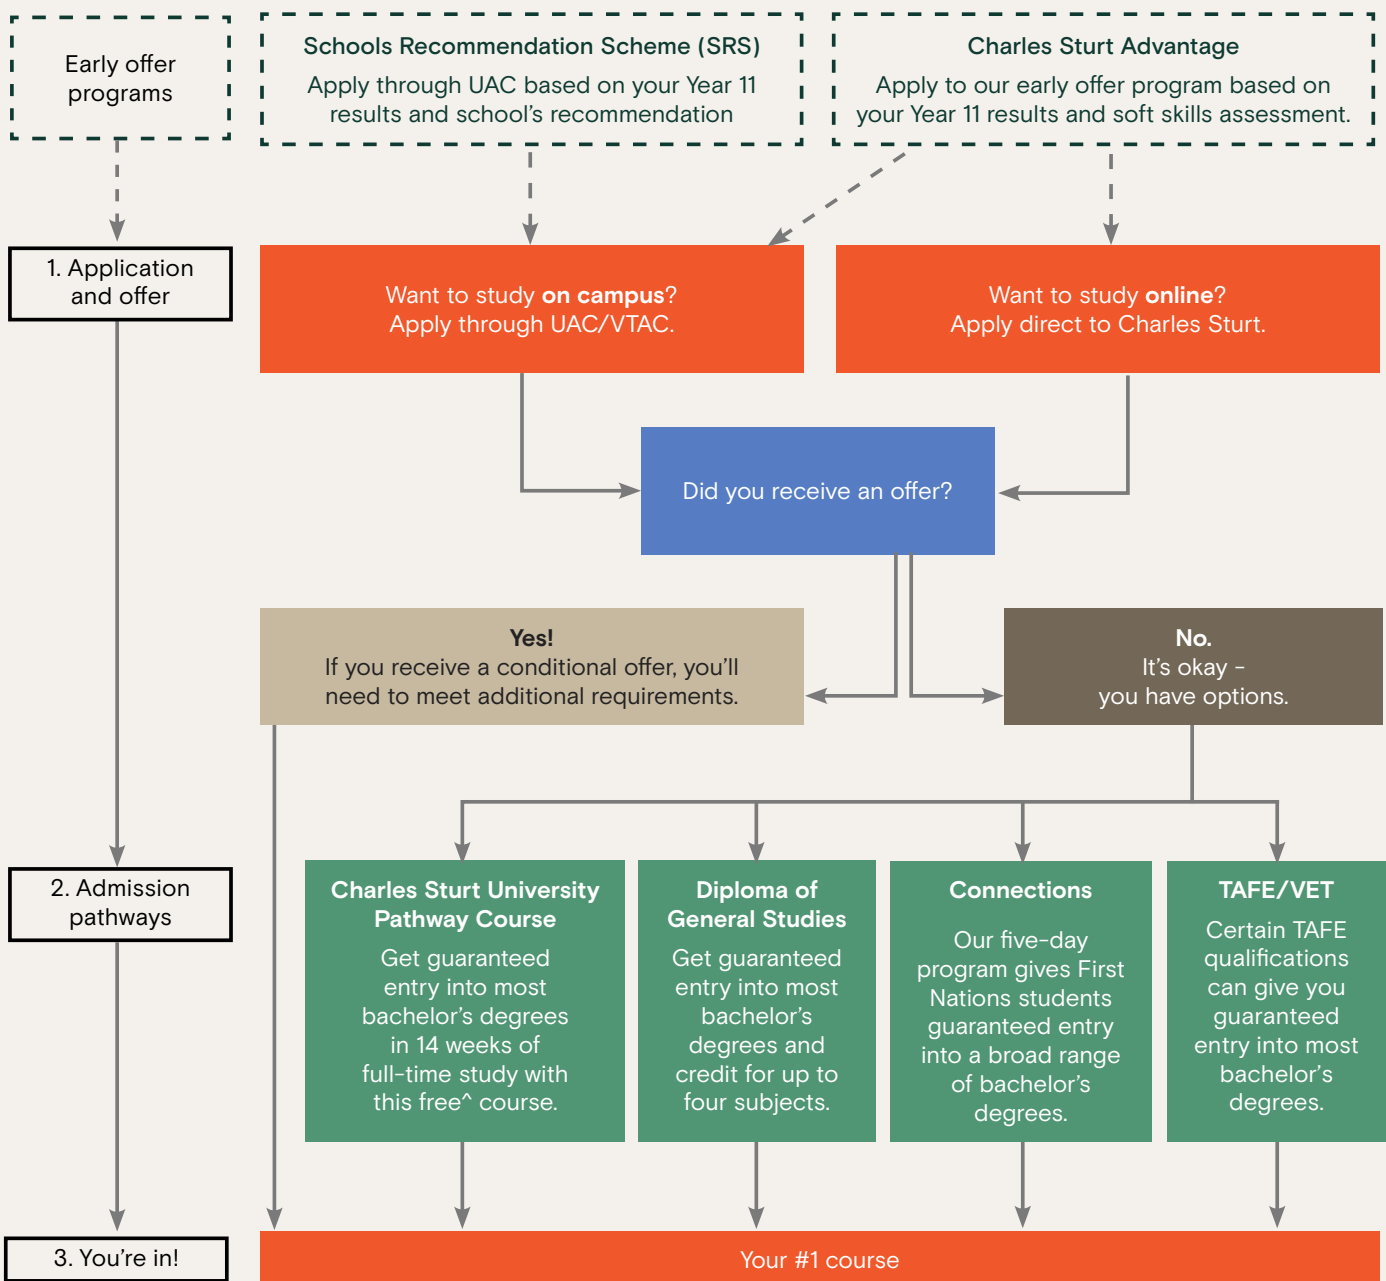 Early offer
programs
Schools Recommendation Scheme (SRS)
Apply through UAC based on your Year 11
results and school’s recommendation
Charles Sturt Advantage
Apply to our early offer program based on
your Year 11 results and soft skills assessment.
1. Application
and offer
Want to study on campus?
Apply through UAC/VTAC.
Want to study online?
Apply direct to Charles Sturt.
Did you receive an offer?
Yes!
If you receive a conditional offer, you’ll
need to meet additional requirements.
No.
It’s okay –
you have options.
2. Admission
pathways
Charles Sturt University
Pathway Course
Get guaranteed
entry into most
bachelor’s degrees
in 14 weeks of
full-time study with
this free^ course.
Diploma of
General Studies
Get guaranteed
entry into most
bachelor’s
degrees and
credit for up to
four subjects.
Connections
Our five-day
program gives First
Nations students
guaranteed entry
into a broad range
of bachelor’s
degrees.
TAFE/VET
Certain TAFE
qualifications
can give you
guaranteed
entry into most
bachelor’s
degrees.
3. You’re in!
Your #1 course